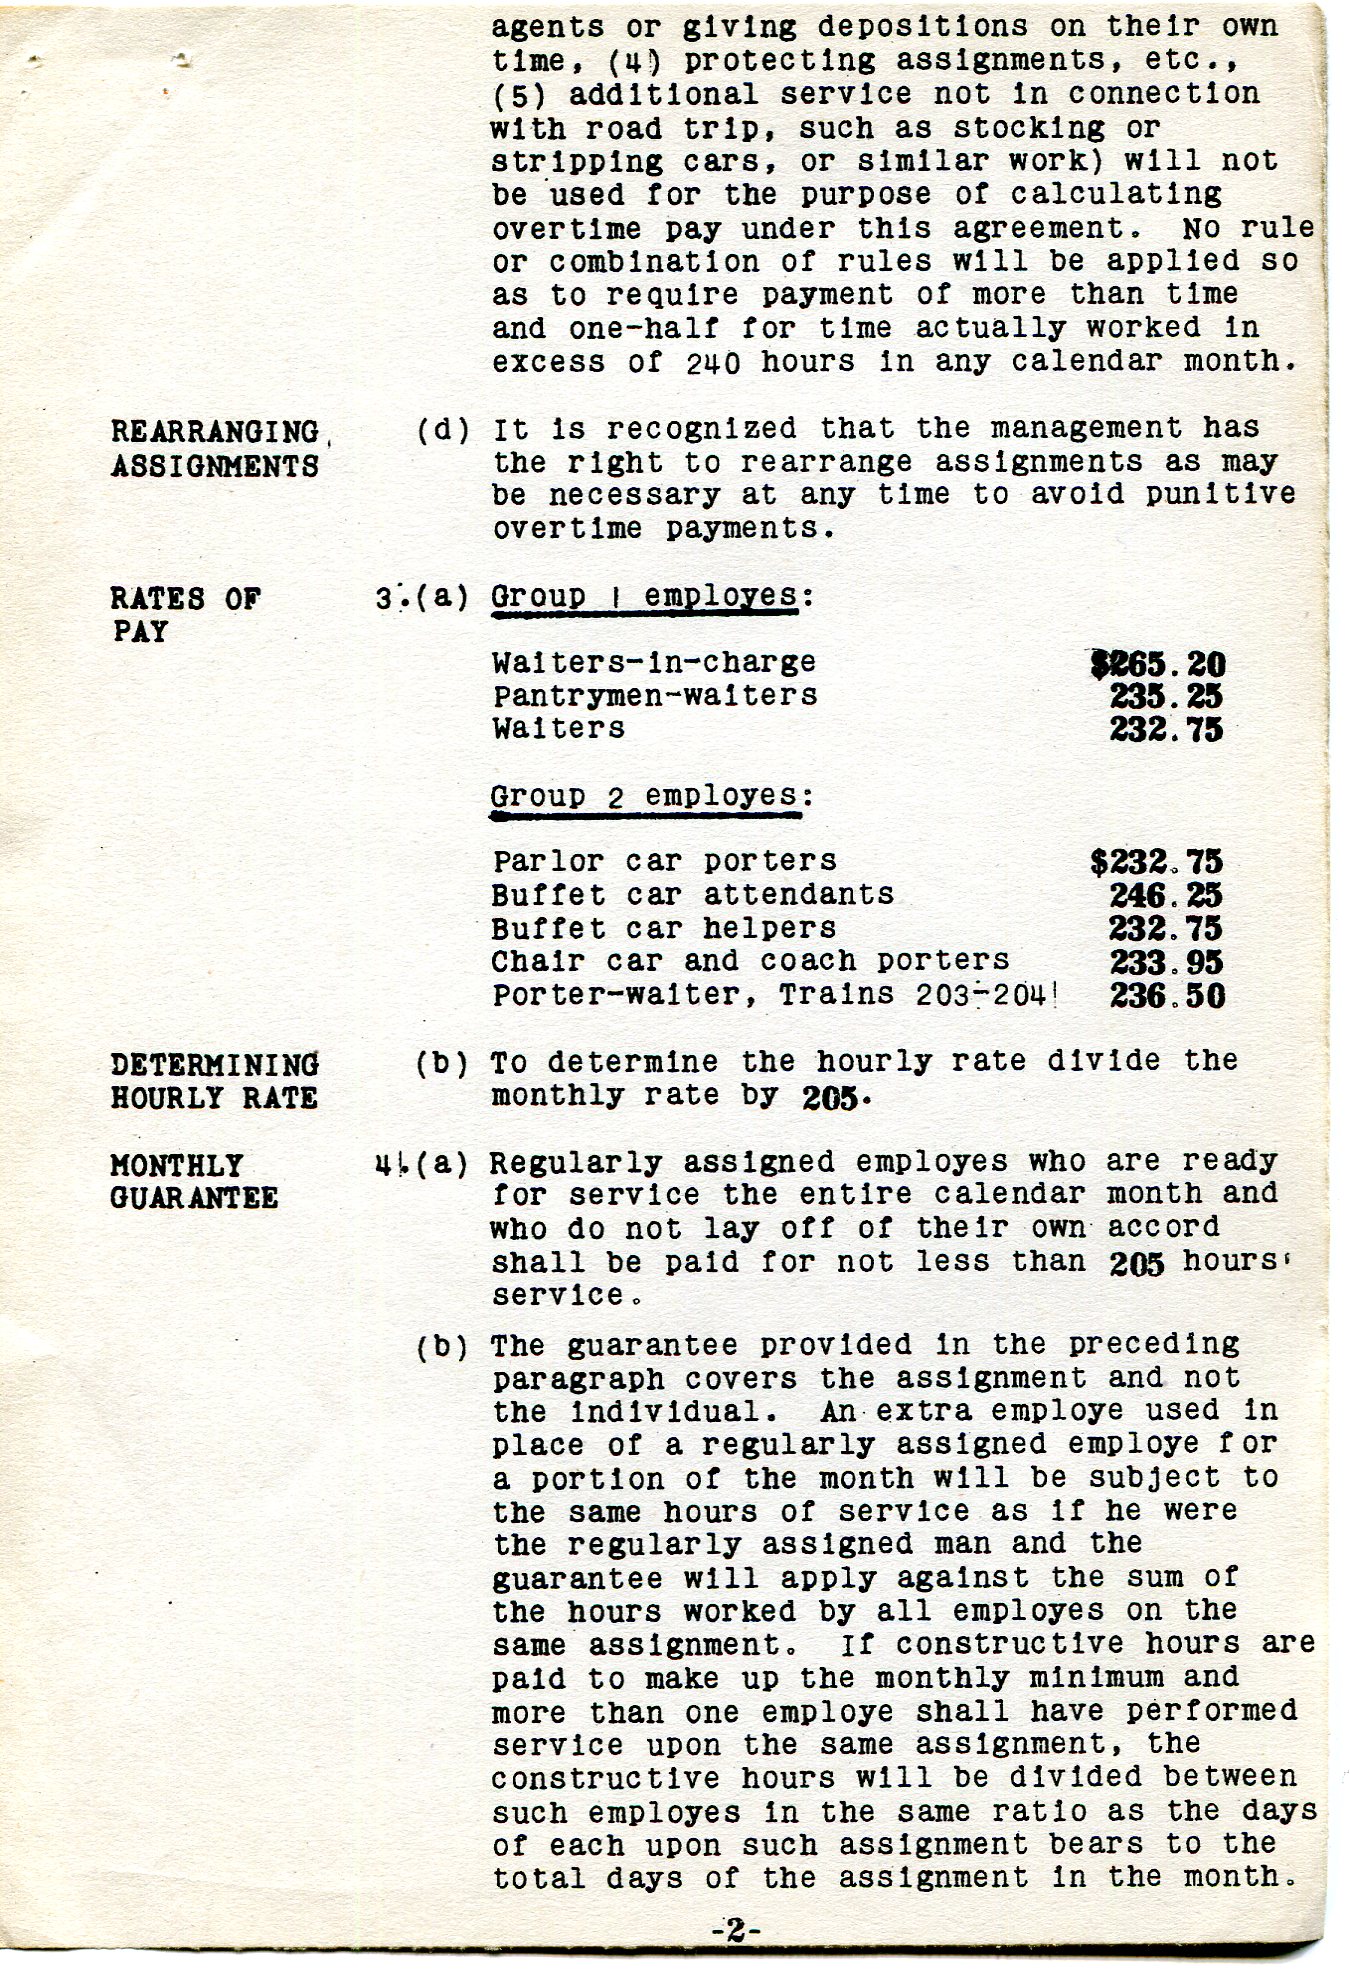 agents or giving depositions on their own
time, (4) protecting assignments, etc.,
(5) additional service not in connection
with road trip, such as stocking or
stripping cars, or similar work) will not
be used for the purpose of calculating
overtime pay under this agreement. No rule
or combination of rules will be applied so
as to require payment of more than time
and one-half for time actually worked in
excess of 240 hours in any calendar month.
REARRANGING (d) It is recognized that the management has
ASSIGNMENTS the right to rearrange assignments as may
be necessary at any time to avoid punitive
overtime payments.
RATES OF 3.(a) Group 1 employes:
PAY
Waiters-in-charge $265.20
Pantrymen-waiters 235.25
Waiters 232.75
Group 2 employes:
Parlor car porters $232.75
Buffet car attendants 246.25
Buffet car helpers 232.75
Chair car and coach porters 233.95
Porter-waiter, Trains 203-204 236.50
DETERMINING (b) To determine the hourly rate divide the
HOURLY RATE monthly rate by 205.
MONTHLY 4.(a) Regularly assigned employes who are ready
GUARANTEE for service the entire calendar month and
who do not lay off of their own accord
shall be paid for not less than 205 hours'
service.
(b) The guarantee provided in the preceding
paragraph covers the assignment and not
the individual. An extra employe used in
place of a regularly assigned employe for
a portion of the month will be subject to
the same hours of service as if he were
the regularly assigned man and the
guarantee will apply against the sum of
the hours worked by all employes on the
same assignment. If constructive hours are
paid to make up the monthly minimum and
more than one employe shall have performed
service upon the same assignment, the
constructive hours will be divided between
such employes in the same ratio as the days
of each upon such assignment bears to the
total days of the assignment in the month.
-2-